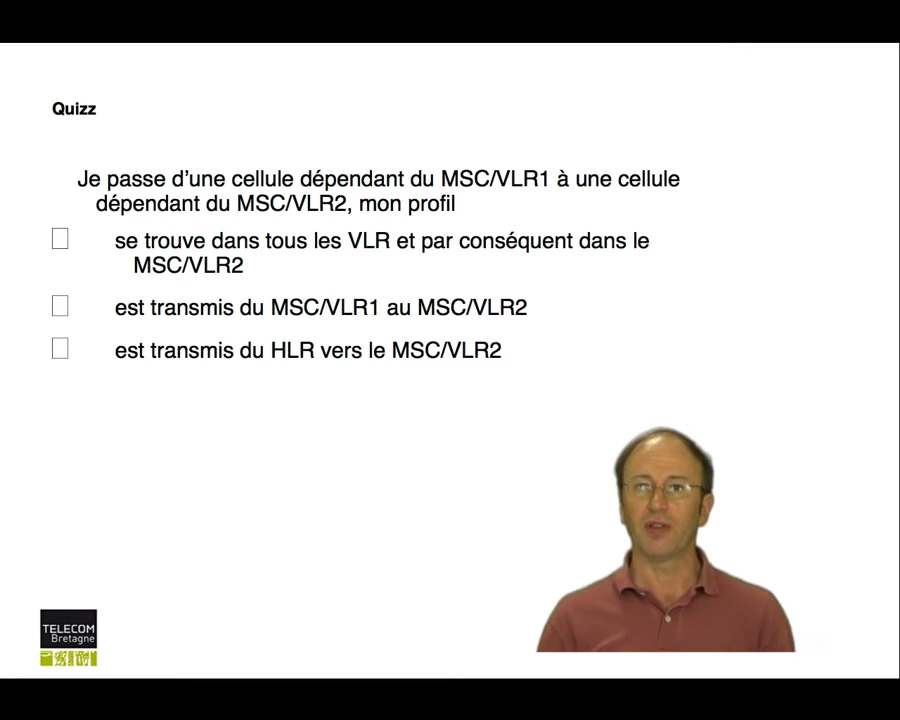 Quizz
Je passe d'une cellule dépendant du MSC/VLR1 à une cellule
dépendant du MSC/VLR2, mon profil
se trouve dans tous les VLR et par conséquent dans le
MSC/VLR2
est transmis du MSC/VLR1 au MSC/VLR2
est transmis du HLR vers le MSC/VLR2
TELECOM
Bretagne